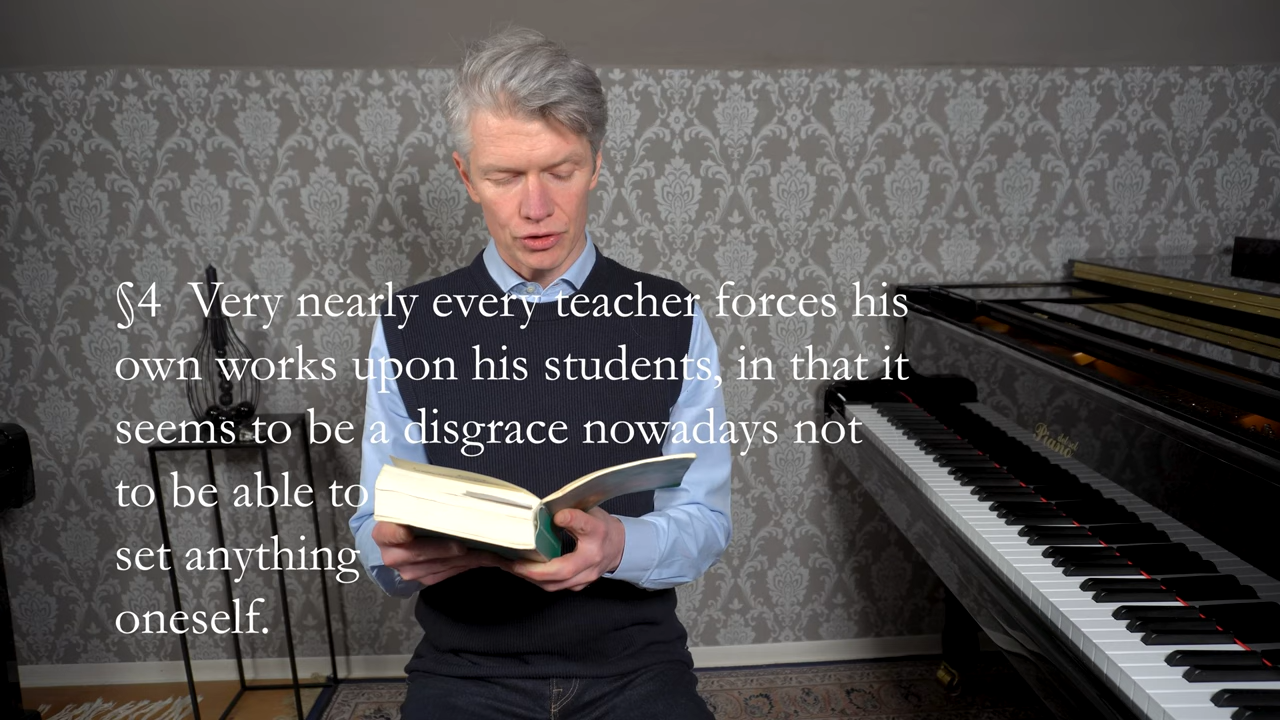 §4 Very nearly every teacher forces his
own works upon his students, in that it
seems to be a disgrace nowadays not
to be able to
set anything
oneself.
Piano